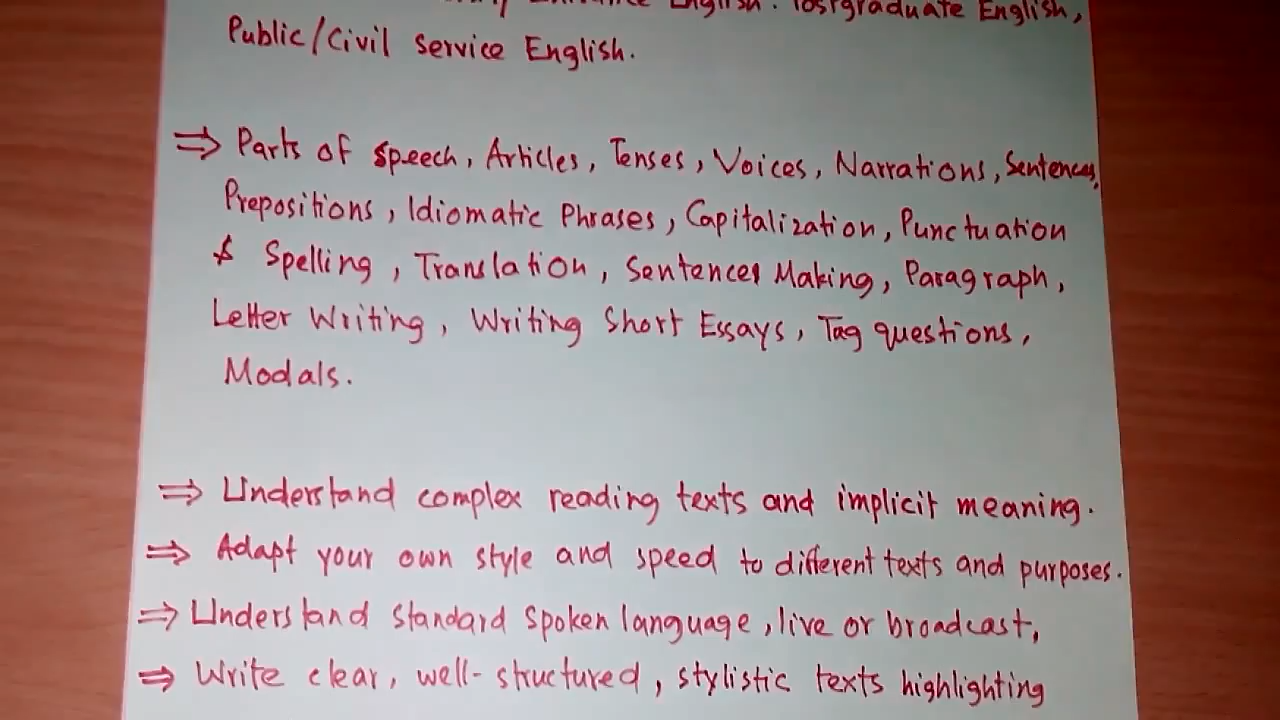 English. Postgraduate English,
Public/Civil Service English.
⇒ Parts of speech, Articles, Tenses, Voices, Narrations, Sentences,
Prepositions, Idiomatic Phrases, Capitalization, Punctuation
& Spelling, Translation, Sentences Making, Paragraph,
Letter Writing, Writing Short Essays, Tag questions,
Modals.
⇒ Understand complex reading texts and implicit meaning.
⇒ Adapt your own style and speed to different texts and purposes.
⇒ Understand standard spoken language, live or broadcast,
⇒ Write clear, well-structured, stylistic texts highlighting